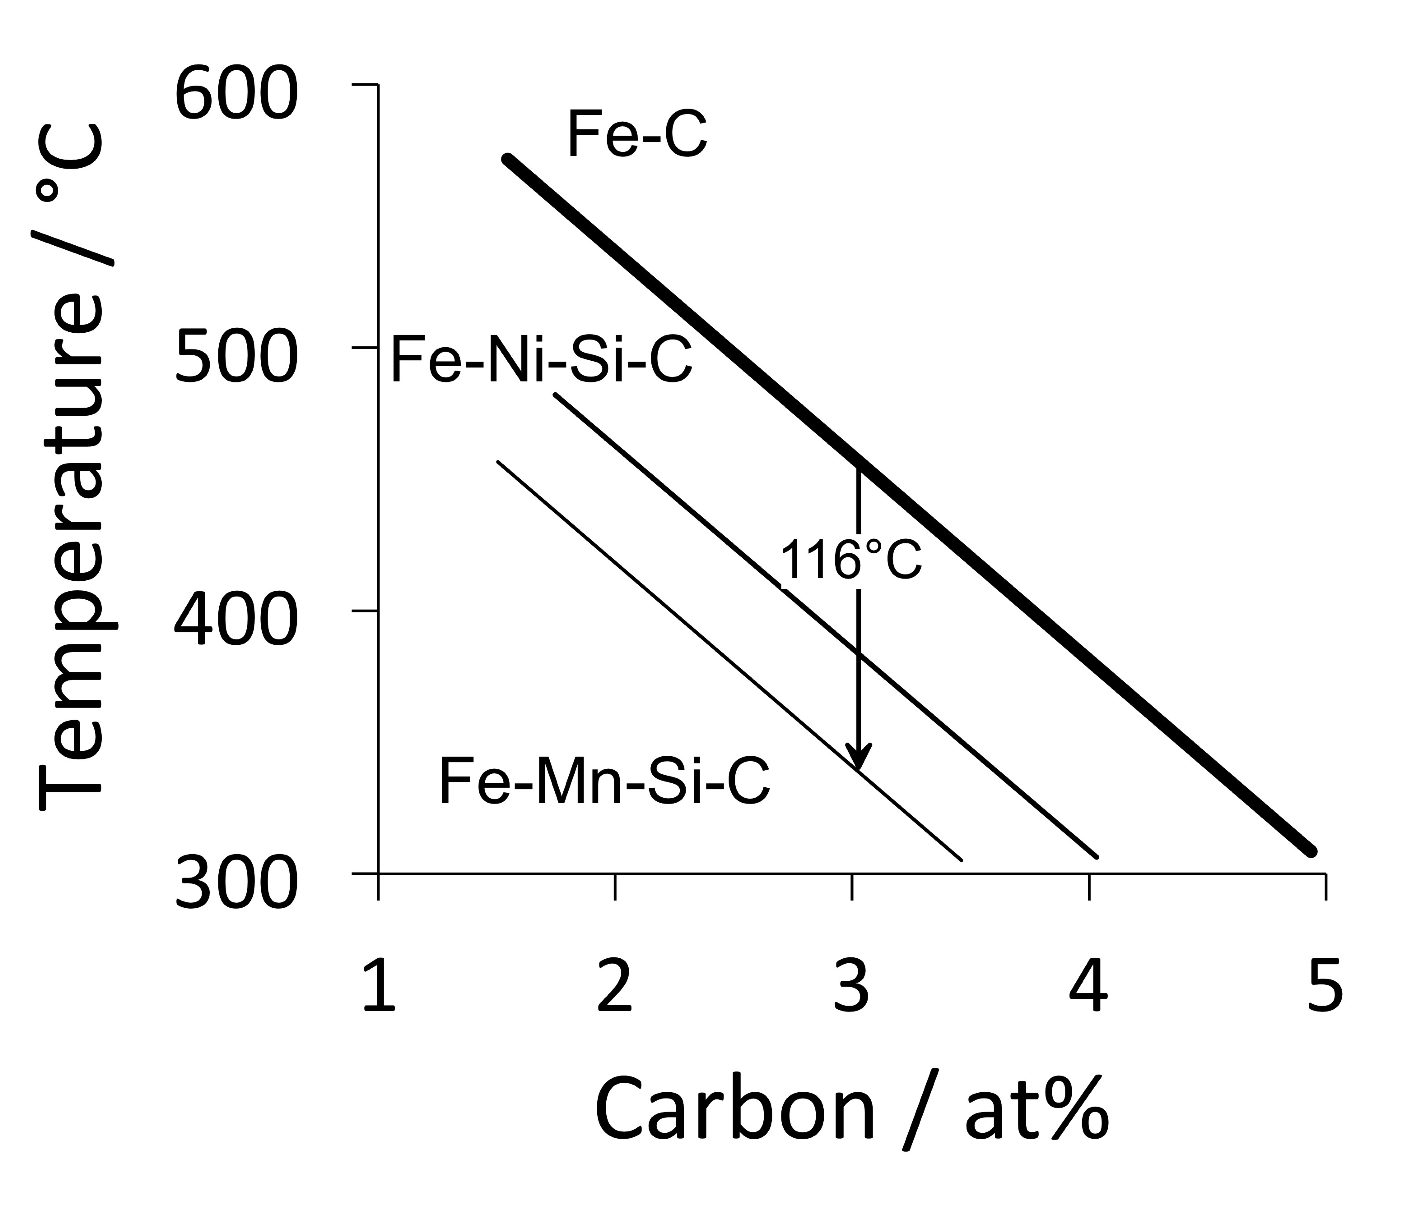 600
Fe-C
500
Fe-Ni-Si-C
116°C
400
Fe-Mn-Si-C
300
Temperature / °C
1 2 3 4 5
Carbon / at%